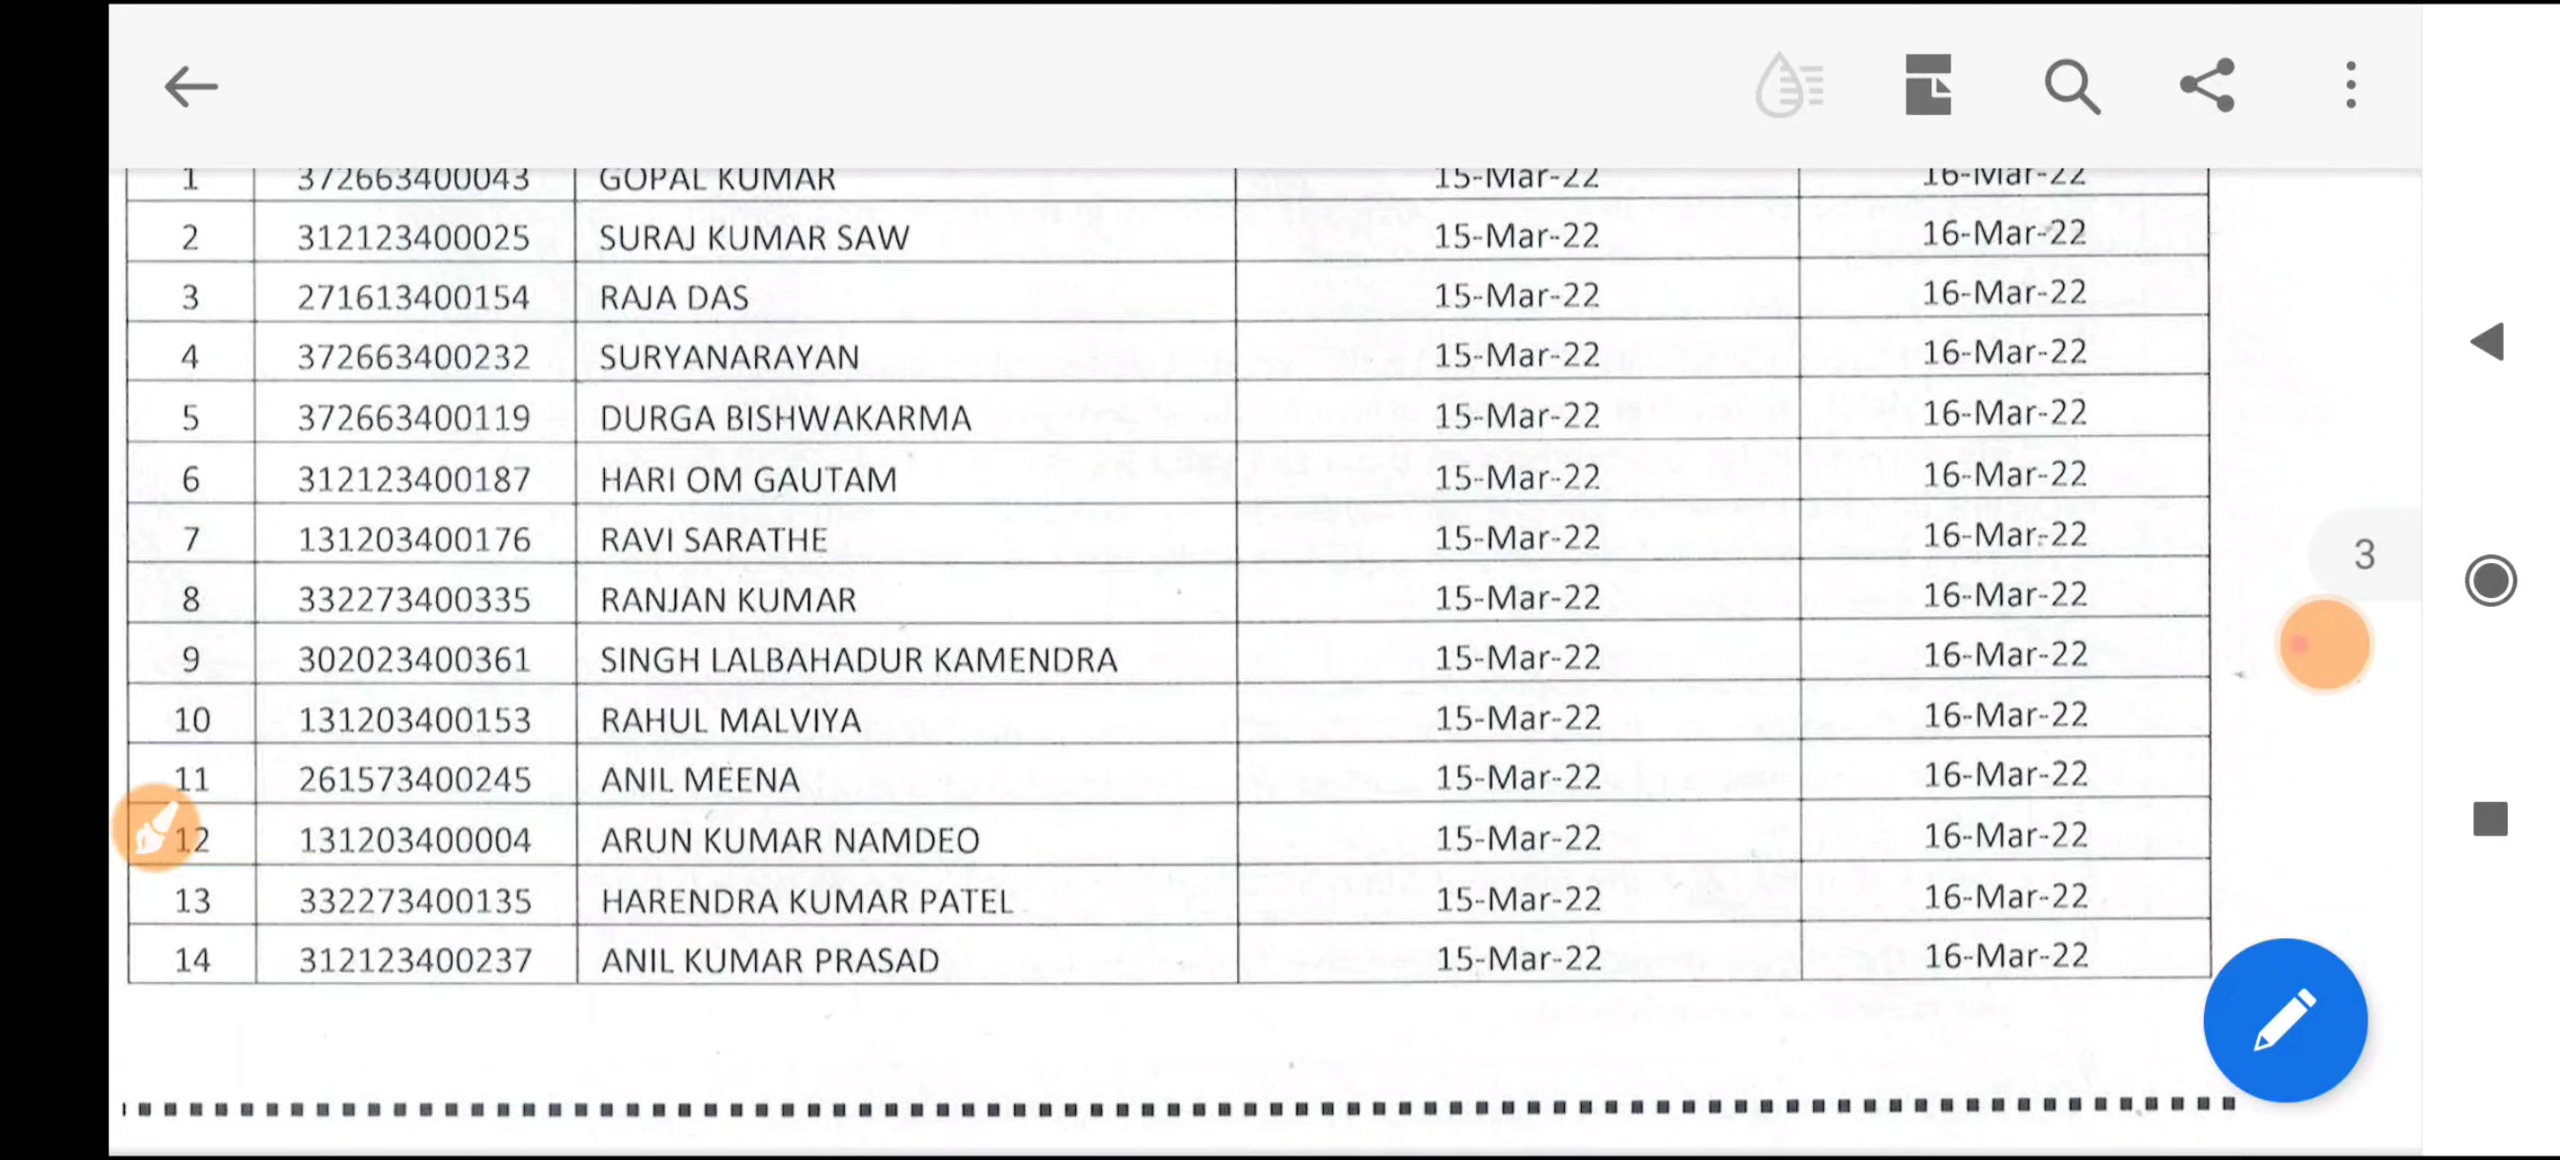 1 372663400043 GOPAL KUMAR 15-Mar-22 16-Mar-22
2 312123400025 SURAJ KUMAR SAW 15-Mar-22 16-Mar-22
3 271613400154 RAJA DAS 15-Mar-22 16-Mar-22
4 372663400232 SURYANARAYAN 15-Mar-22 16-Mar-22
5 372663400119 DURGA BISHWAKARMA 15-Mar-22 16-Mar-22
6 312123400187 HARI OM GAUTAM 15-Mar-22 16-Mar-22
7 131203400176 RAVI SARATHE 15-Mar-22 16-Mar-22
8 332273400335 RANJAN KUMAR 15-Mar-22 16-Mar-22
9 302023400361 SINGH LALBAHADUR KAMENDRA 15-Mar-22 16-Mar-22
10 131203400153 RAHUL MALVIYA 15-Mar-22 16-Mar-22
11 261573400245 ANIL MEENA 15-Mar-22 16-Mar-22
12 131203400004 ARUN KUMAR NAMDEO 15-Mar-22 16-Mar-22
13 332273400135 HARENDRA KUMAR PATEL 15-Mar-22 16-Mar-22
14 312123400237 ANIL KUMAR PRASAD 15-Mar-22 16-Mar-22
3